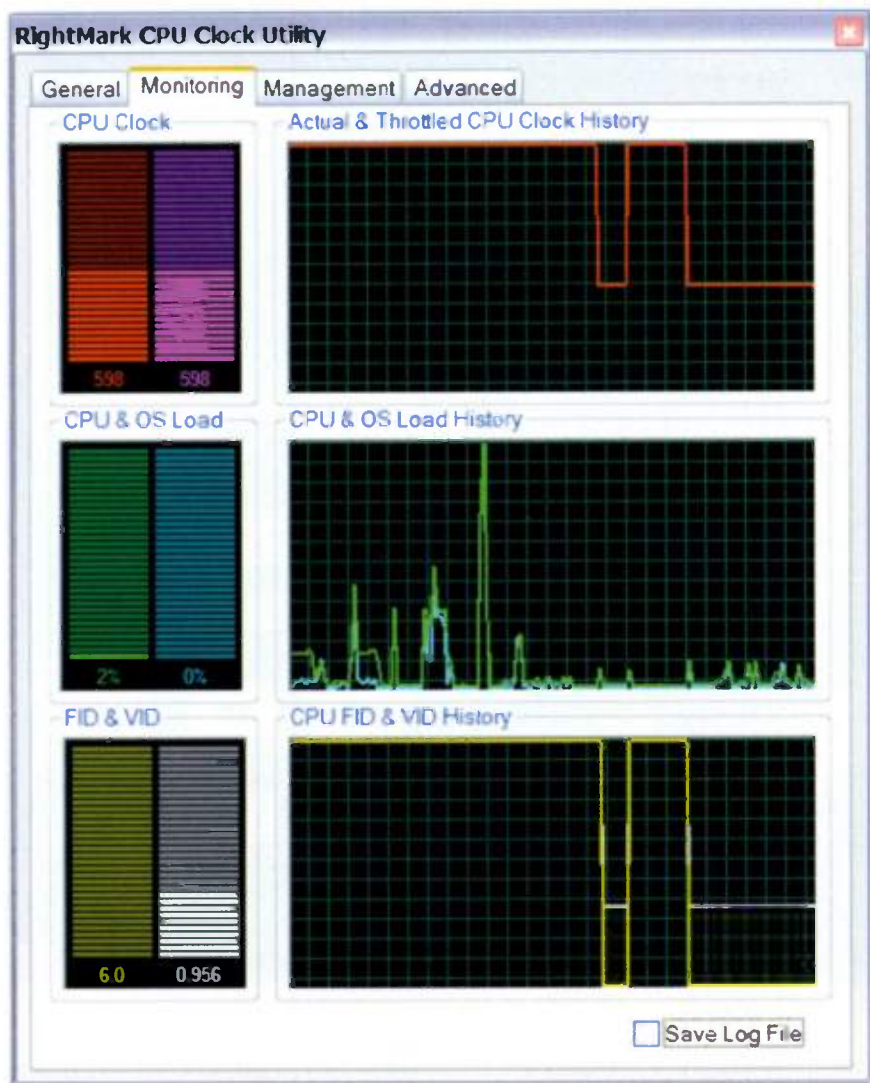 RightMark CPU Clock Utility
General Monitoring Management Advanced
CPU Clock
Actual & Throttled CPU Clock History
598 598
CPU & OS Load
CPU & OS Load History
2% 0%
FID & VID
CPU FID & VID History
6.0 0.956
Save Log File